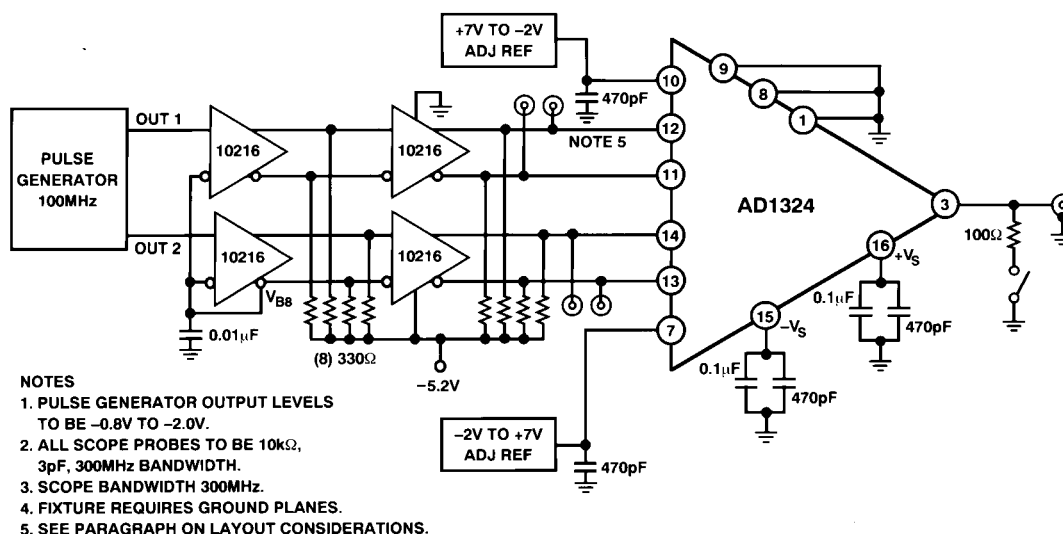 +7V TO –2V
ADJ REF
470pF
10
9
8
1
OUT 1
12
NOTE 5
10216
10216
11
PULSE
GENERATOR
100MHz
AD1324
3
100Ω
OUT 2
14
16
+VS
10216
10216
13
VB8
0.1µF
470pF
0.01µF
7
15
–VS
(8) 330Ω
–5.2V
0.1µF
470pF
–2V TO +7V
ADJ REF
470pF
NOTES
1. PULSE GENERATOR OUTPUT LEVELS
TO BE –0.8V TO –2.0V.
2. ALL SCOPE PROBES TO BE 10kΩ,
3pF, 300MHz BANDWIDTH.
3. SCOPE BANDWIDTH 300MHz.
4. FIXTURE REQUIRES GROUND PLANES.
5. SEE PARAGRAPH ON LAYOUT CONSIDERATIONS.